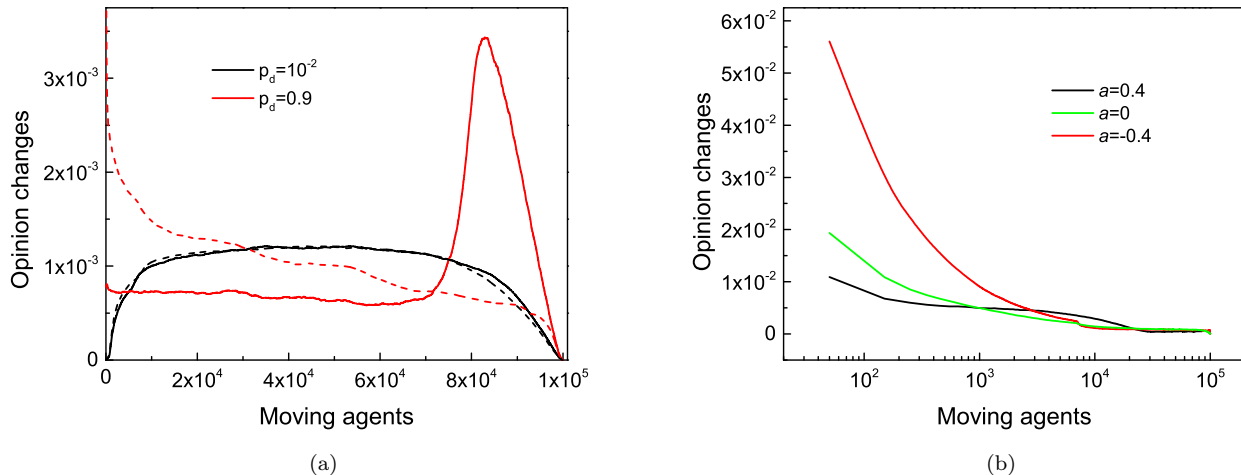 Opinion changes
3x10⁻³
2x10⁻³
1x10⁻³
0
p_d=10⁻²
p_d=0.9
0 2x10⁴ 4x10⁴ 6x10⁴ 8x10⁴ 1x10⁵
Moving agents
(a)
Opinion changes
6x10⁻²
5x10⁻²
4x10⁻²
3x10⁻²
2x10⁻²
1x10⁻²
0
a=0.4
a=0
a=-0.4
10² 10³ 10⁴ 10⁵
Moving agents
(b)